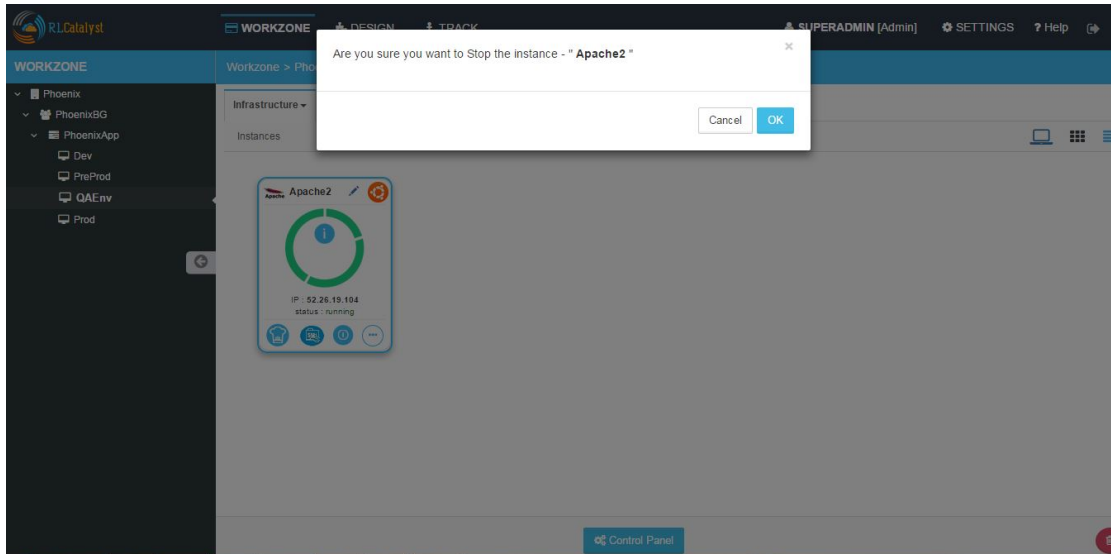 RLCatalyst
WORKZONE
DESIGN
TRACK
SUPERADMIN [Admin]
SETTINGS
? Help
Are you sure you want to Stop the instance - " Apache2 "
×
Cancel
OK
WORKZONE
Workzone > Pho
Phoenix
PhoenixBG
PhoenixApp
Dev
PreProd
QAEnv
Prod
Infrastructure
Instances
Apache
Apache2
IP : 52.26.19.104
status : running
Control Panel